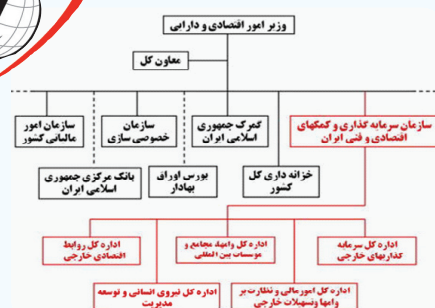 وزیر امور اقتصادی و دارایی
معاون کل
سازمان سرمایه گذاری و کمکهای
اقتصادی و فنی ایران
گمرک جمهوری
اسلامی ایران
سازمان
خصوصی سازی
سازمان امور
مالیاتی کشور
خزانه داری کل
کشور
بورس اوراق
بهادار
بانک مرکزی جمهوری
اسلامی ایران
اداره کل سرمایه
گذاریهای خارجی
اداره کل وامها، مجامع و
موسسات بین المللی
اداره کل روابط
اقتصادی خارجی
اداره کل امورمالی و نظارت بر
وامها وتسهیلات خارجی
اداره کل نیروی انسانی و توسعه
مدیریت